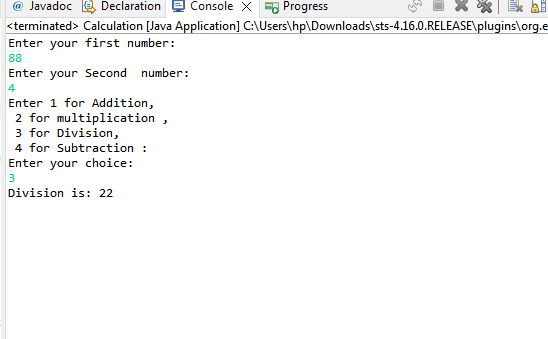 @ Javadoc Declaration Console Progress
<terminated> Calculation [Java Application] C:\Users\hp\Downloads\sts-4.16.0.RELEASE\plugins\org.e
Enter your first number:
88
Enter your Second  number:
4
Enter 1 for Addition,
 2 for multiplication ,
 3 for Division,
 4 for Subtraction :
Enter your choice:
3
Division is: 22